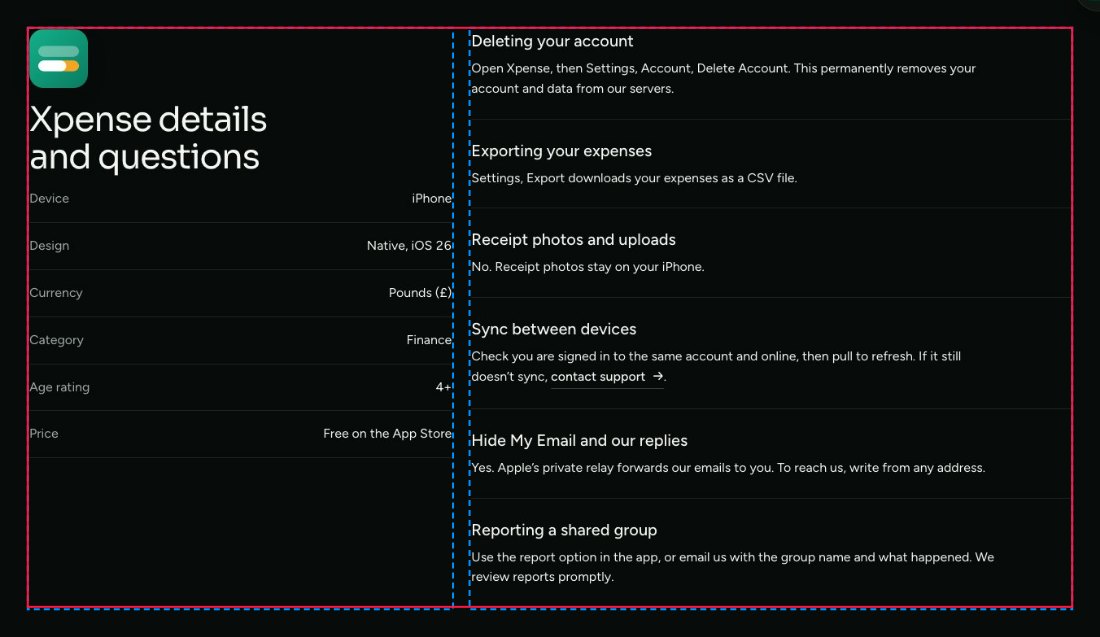 Xpense details
and questions
Device iPhone
Design Native, iOS 26
Currency Pounds (£)
Category Finance
Age rating 4+
Price Free on the App Store
Deleting your account
Open Xpense, then Settings, Account, Delete Account. This permanently removes your
account and data from our servers.
Exporting your expenses
Settings, Export downloads your expenses as a CSV file.
Receipt photos and uploads
No. Receipt photos stay on your iPhone.
Sync between devices
Check you are signed in to the same account and online, then pull to refresh. If it still
doesn’t sync, contact support →.
Hide My Email and our replies
Yes. Apple’s private relay forwards our emails to you. To reach us, write from any address.
Reporting a shared group
Use the report option in the app, or email us with the group name and what happened. We
review reports promptly.